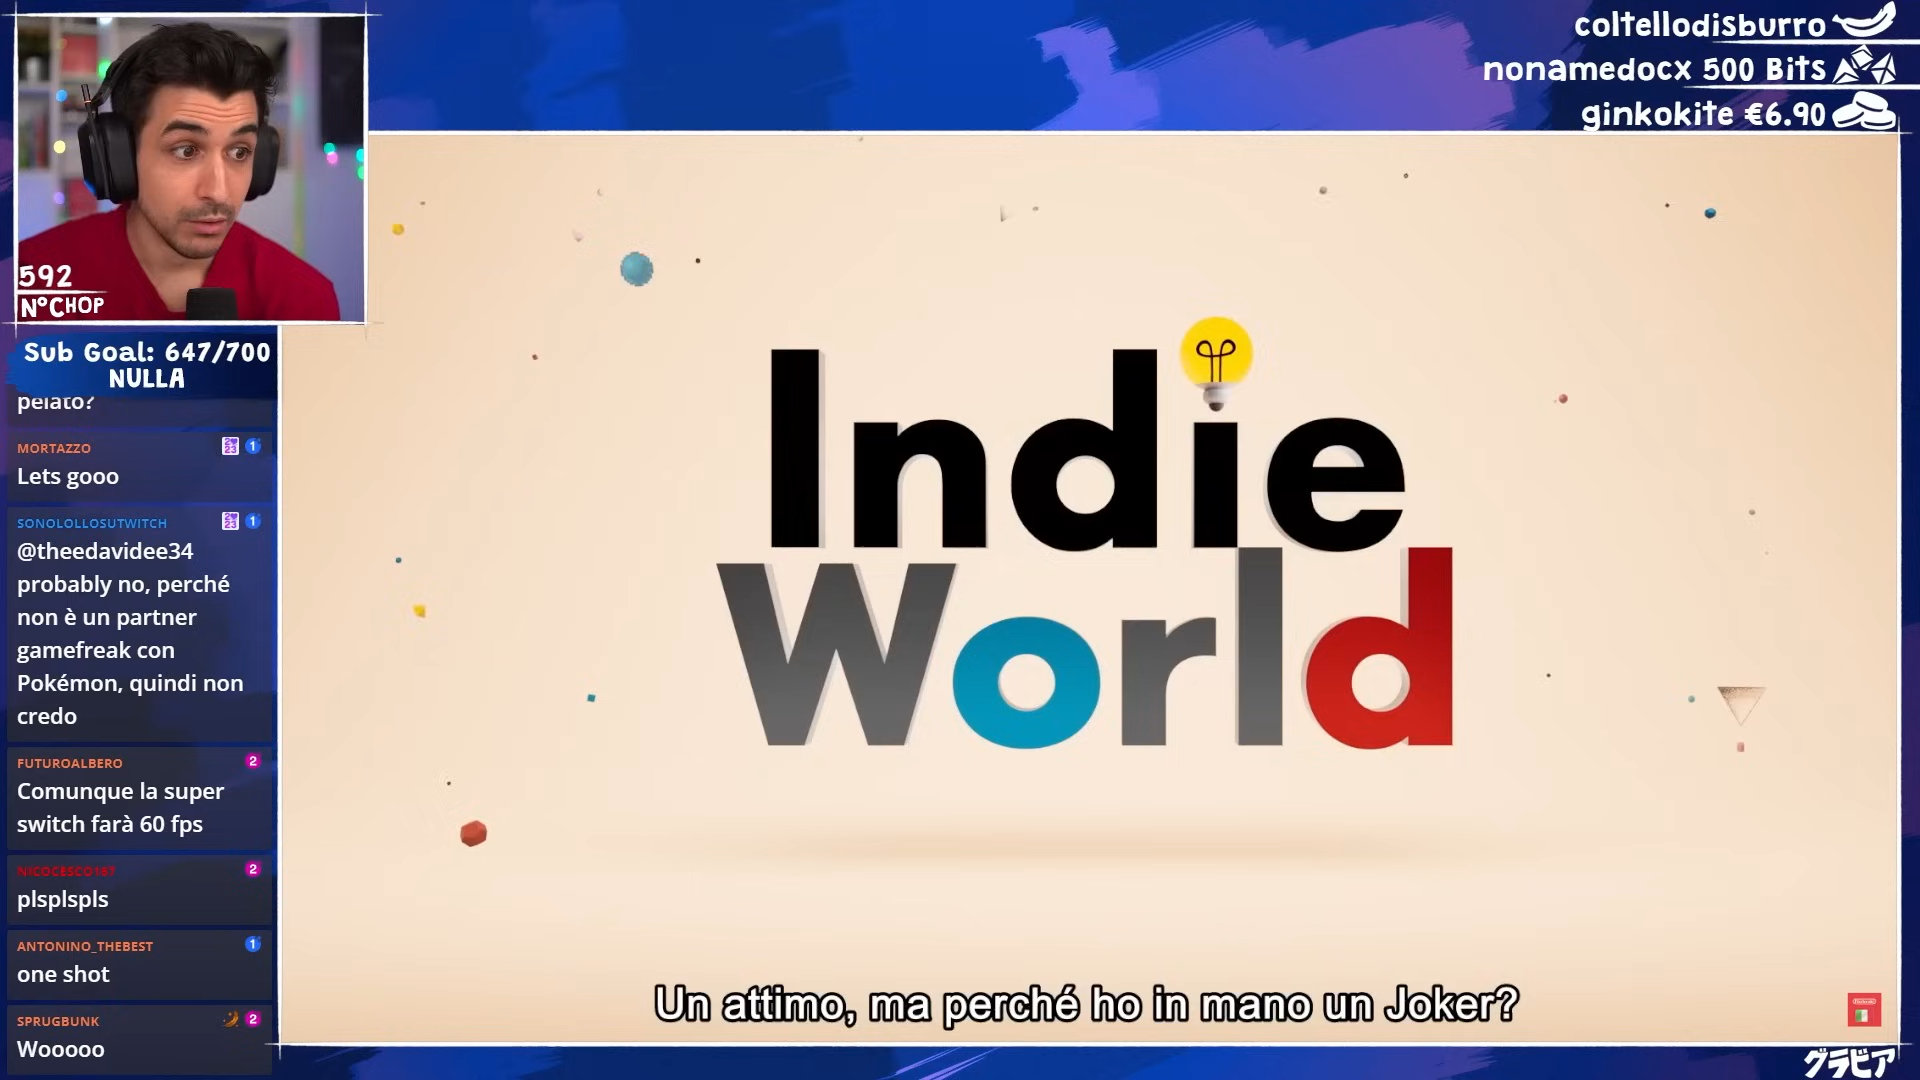 coltellodisburro
nonamedocx 500 Bits
ginkokite €6.90
592
N°CHOP
Sub Goal: 647/700
NULLA
pelato?
MORTAZZO
Lets gooo
SONOLOLLOSUTWITCH
@theedavidee34
probably no, perché
non è un partner
gamefreak con
Pokémon, quindi non
credo
FUTUROALBERO
Comunque la super
switch farà 60 fps
NICOCESCO187
plsplspls
ANTONINO_THEBEST
one shot
SPRUGBUNK
Wooooo
Indie
World
Un attimo, ma perché ho in mano un Joker?
Nintendo
グラビア